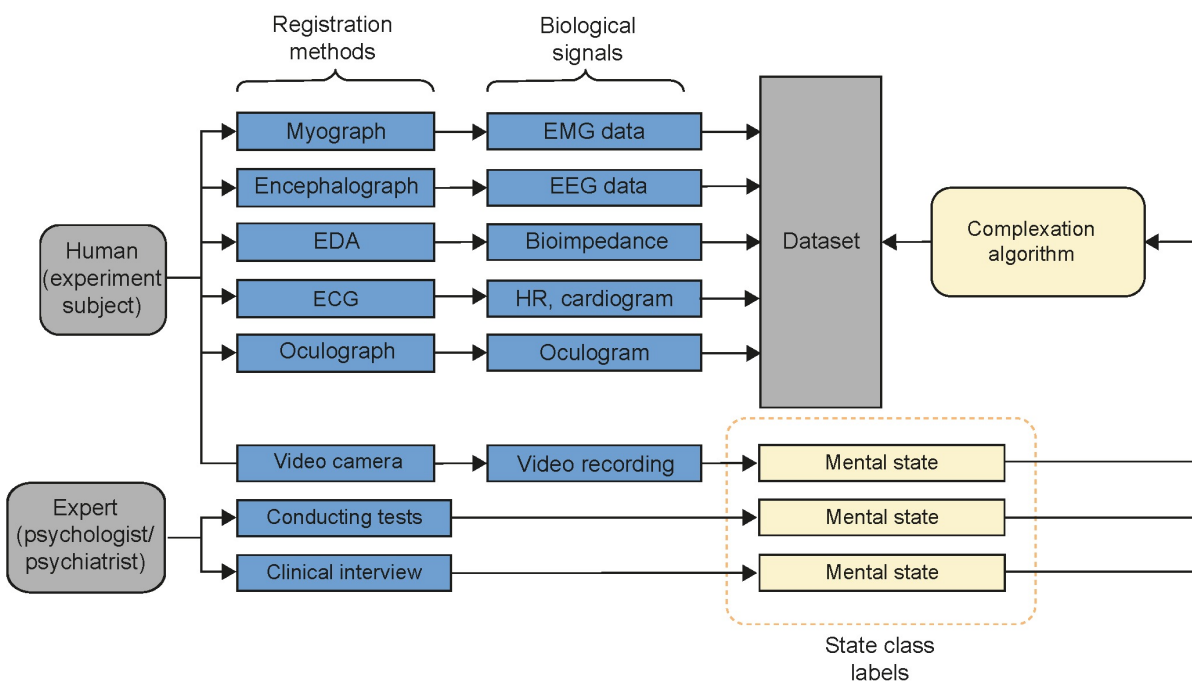 Registration
methods
Biological
signals
Myograph
EMG data
Encephalograph
EEG data
EDA
Bioimpedance
ECG
HR, cardiogram
Oculograph
Oculogram
Human
(experiment
subject)
Dataset
Complexation
algorithm
Video camera
Video recording
Mental state
Expert
(psychologist/
psychiatrist)
Conducting tests
Mental state
Clinical interview
Mental state
State class
labels